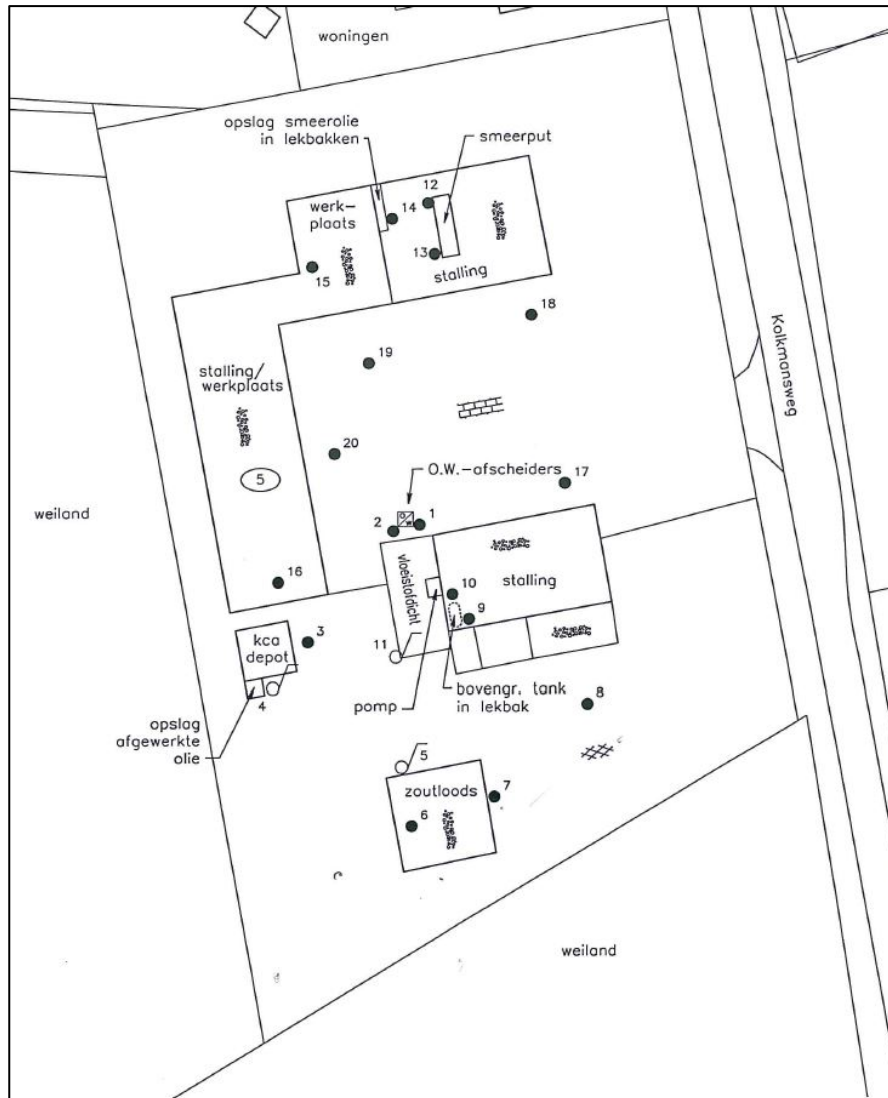 woningen
opslag smeerolie
in lekbakken
smeerput
12
werk-
plaats
14
13
stalling
15
18
Kolkmansweg
19
stalling/
werkplaats
20
O.W.-afscheiders
17
5
weiland
O/W
2
1
vloeistofdicht
stalling
16
10
9
kca
depot
3
11
4
pomp
bovengr. tank
in lekbak
8
opslag
afgewerkte
olie
5
zoutloods
7
6
weiland